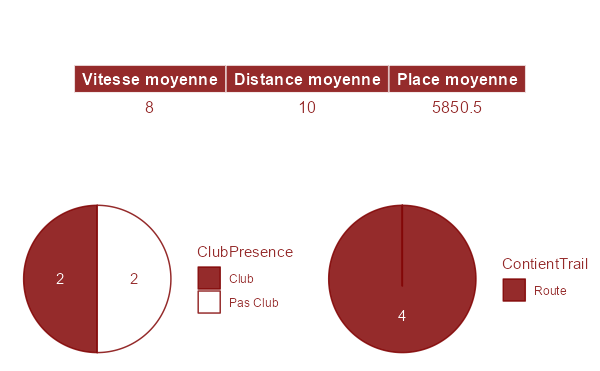 Vitesse moyenne Distance moyenne Place moyenne
8 10 5850.5
ClubPresence
2 2 Club
Pas Club
ContientTrail
Route
4